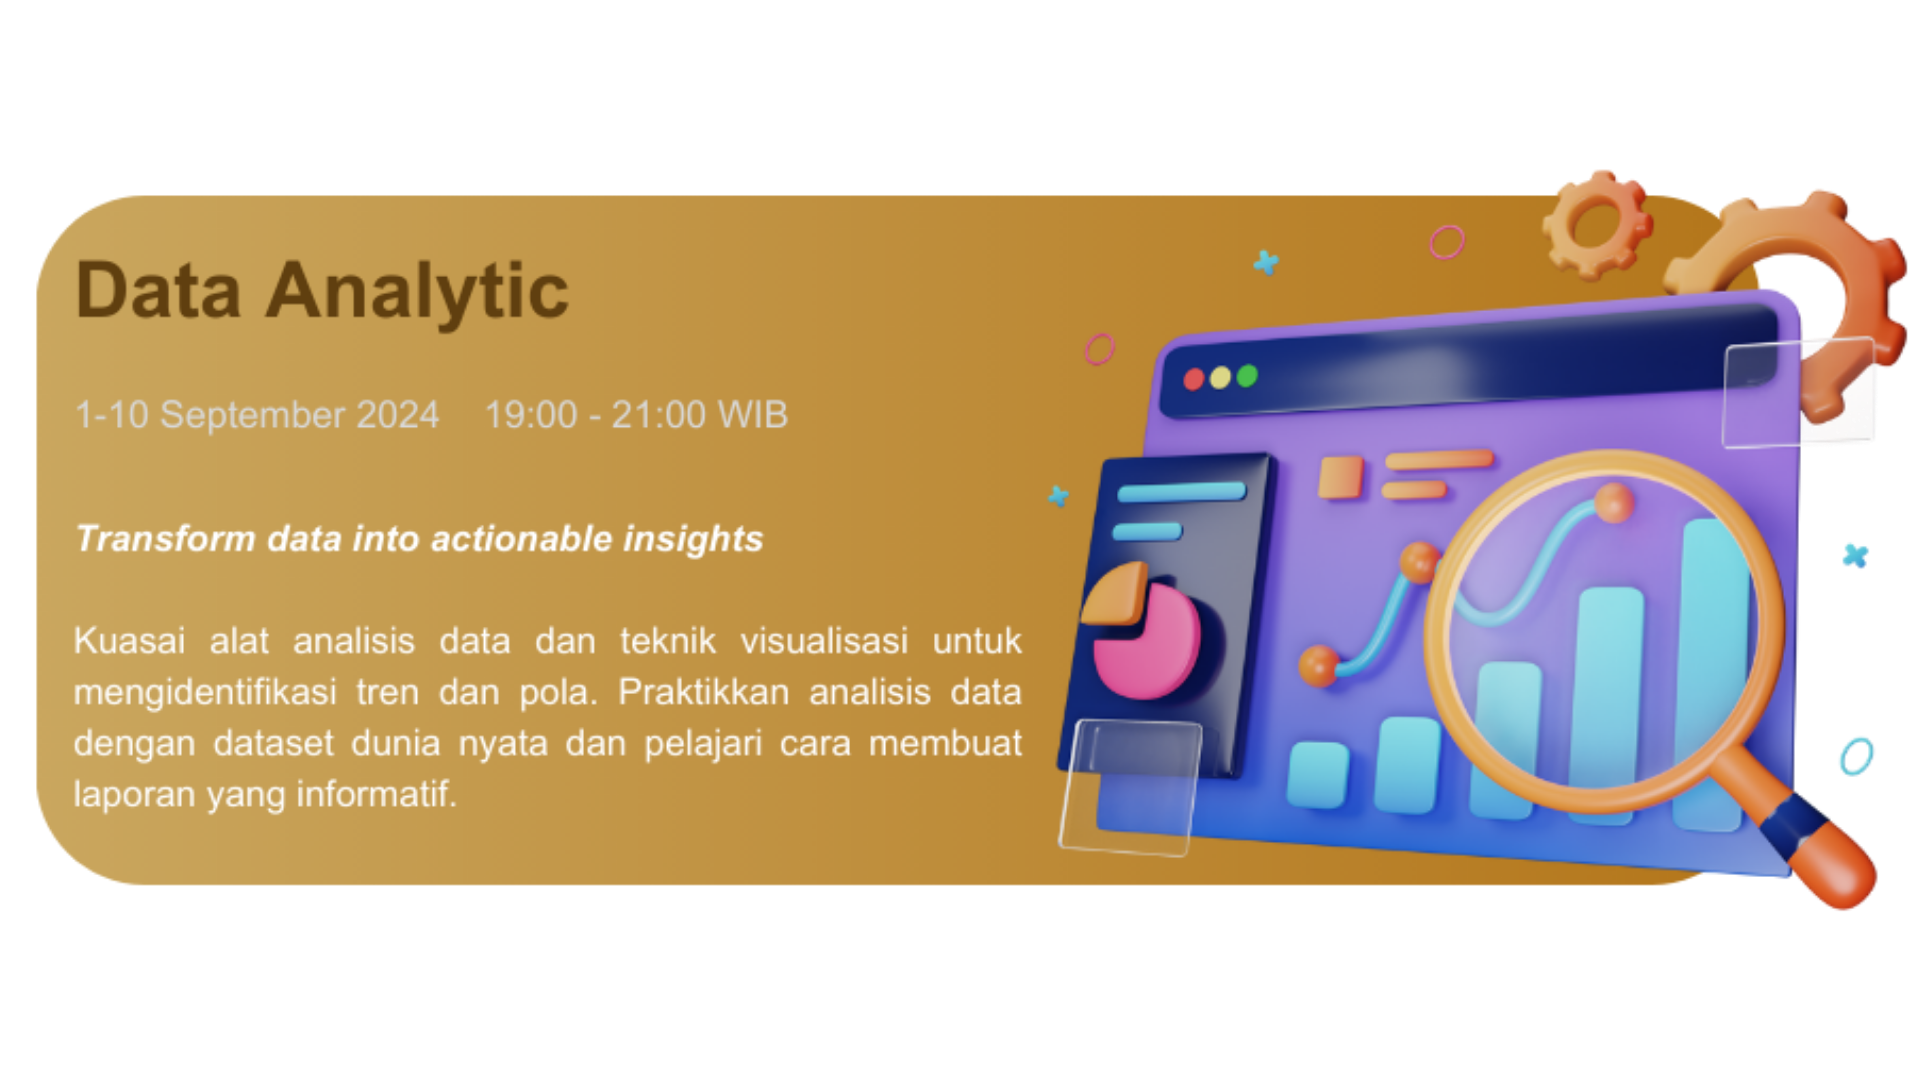 Data Analytic
1-10 September 2024 19:00 - 21:00 WIB
Transform data into actionable insights
Kuasai alat analisis data dan teknik visualisasi untuk
mengidentifikasi tren dan pola. Praktikkan analisis data
dengan dataset dunia nyata dan pelajari cara membuat
laporan yang informatif.